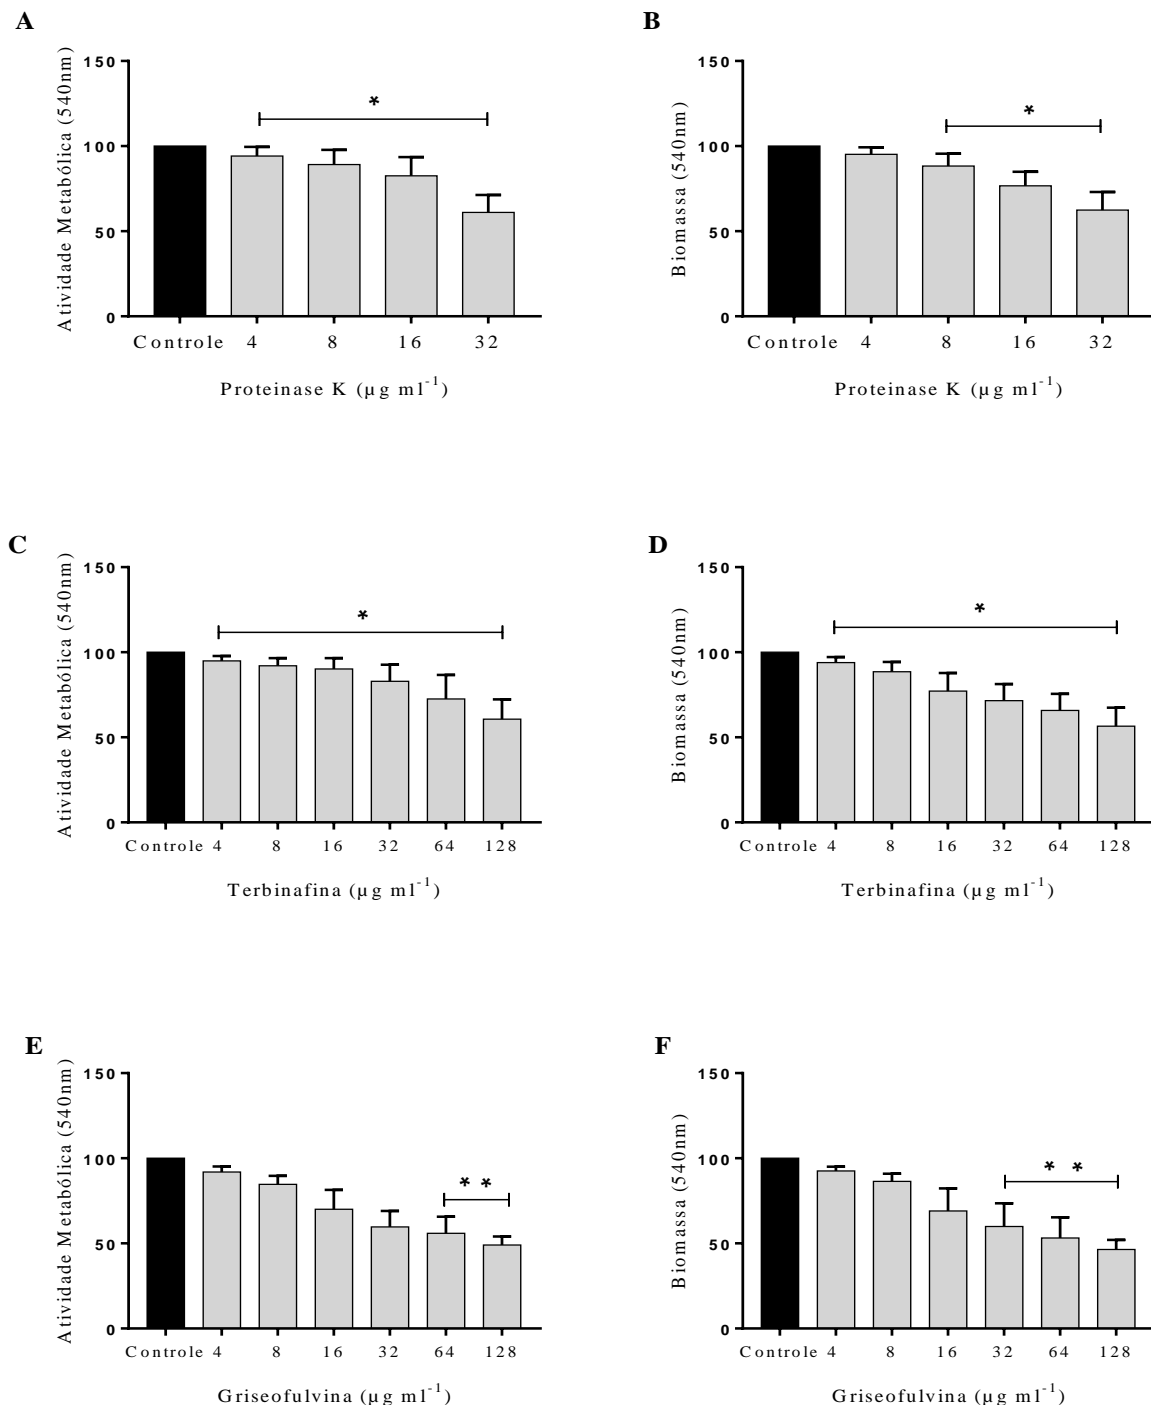 A
Atividade Metabólica (540nm)
150
100
50
0
*
Controle 4 8 16 32
Proteinase K (µg ml⁻¹)
B
Biomassa (540nm)
150
100
50
0
*
Controle 4 8 16 32
Proteinase K (µg ml⁻¹)
C
Atividade Metabólica (540nm)
150
100
50
0
*
Controle 4 8 16 32 64 128
Terbinafina (µg ml⁻¹)
D
Biomassa (540nm)
150
100
50
0
*
Controle 4 8 16 32 64 128
Terbinafina (µg ml⁻¹)
E
Atividade Metabólica (540nm)
150
100
50
0
* *
Controle 4 8 16 32 64 128
Griseofulvina (µg ml⁻¹)
F
Biomassa (540nm)
150
100
50
0
* *
Controle 4 8 16 32 64 128
Griseofulvina (µg ml⁻¹)